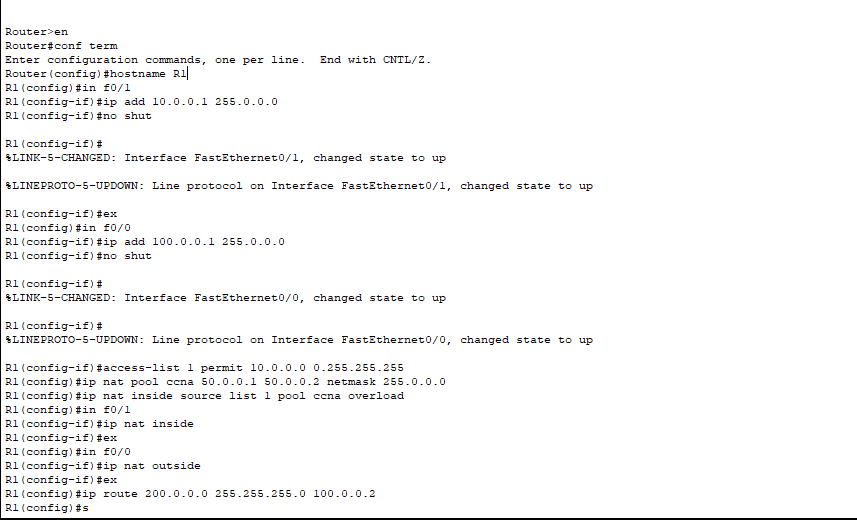 Router>en
Router#conf term
Enter configuration commands, one per line.  End with CNTL/Z.
Router(config)#hostname R1
R1(config)#in f0/1
R1(config-if)#ip add 10.0.0.1 255.0.0.0
R1(config-if)#no shut
R1(config-if)#
%LINK-5-CHANGED: Interface FastEthernet0/1, changed state to up
%LINEPROTO-5-UPDOWN: Line protocol on Interface FastEthernet0/1, changed state to up
R1(config-if)#ex
R1(config)#in f0/0
R1(config-if)#ip add 100.0.0.1 255.0.0.0
R1(config-if)#no shut
R1(config-if)#
%LINK-5-CHANGED: Interface FastEthernet0/0, changed state to up
R1(config-if)#
%LINEPROTO-5-UPDOWN: Line protocol on Interface FastEthernet0/0, changed state to up
R1(config-if)#access-list 1 permit 10.0.0.0 0.255.255.255
R1(config)#ip nat pool ccna 50.0.0.1 50.0.0.2 netmask 255.0.0.0
R1(config)#ip nat inside source list 1 pool ccna overload
R1(config)#in f0/1
R1(config-if)#ip nat inside
R1(config-if)#ex
R1(config)#in f0/0
R1(config-if)#ip nat outside
R1(config-if)#ex
R1(config)#ip route 200.0.0.0 255.255.255.0 100.0.0.2
R1(config)#s